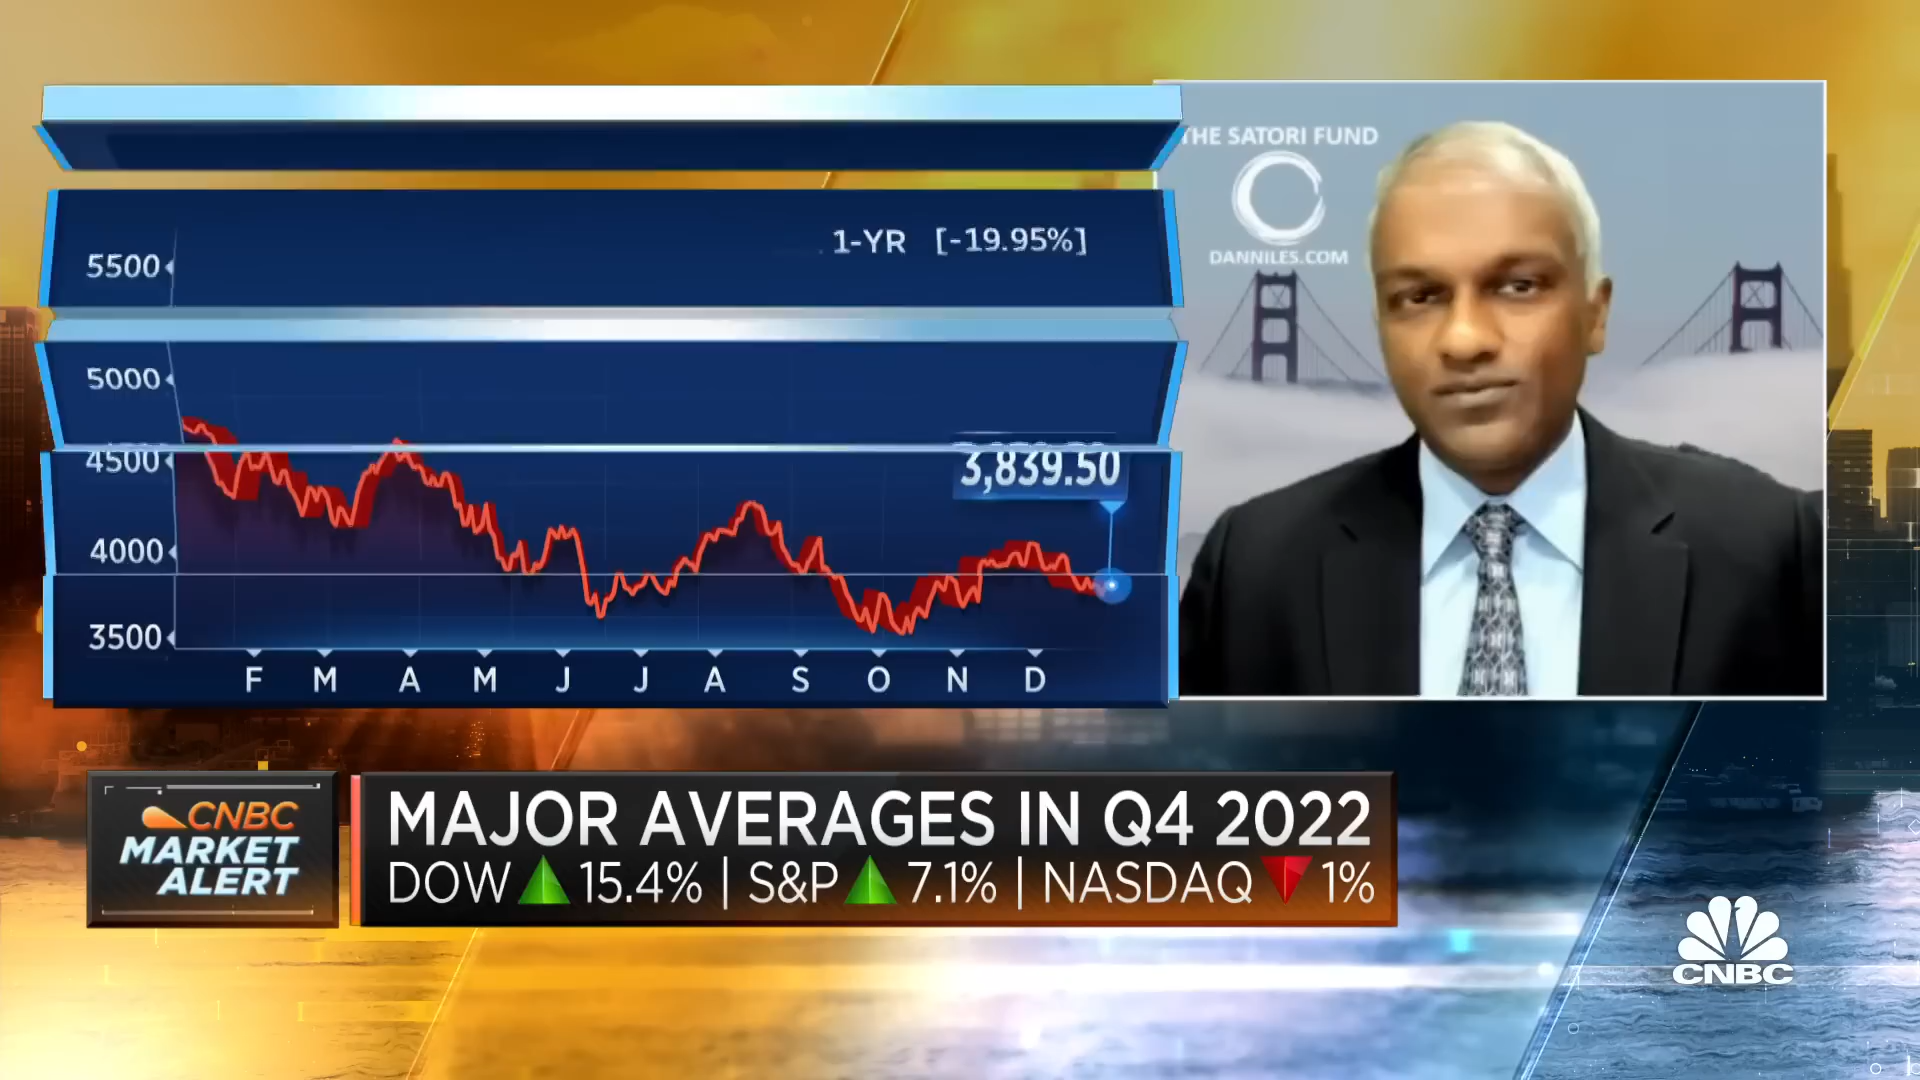 1-YR [-19.95%]
5500
5000
4500
4000
3500
3,839.50
F M A M J J A S O N D
THE SATORI FUND
DANNILES.COM
CNBC
MARKET
ALERT
MAJOR AVERAGES IN Q4 2022
DOW 15.4% | S&P 7.1% | NASDAQ 1%
CNBC